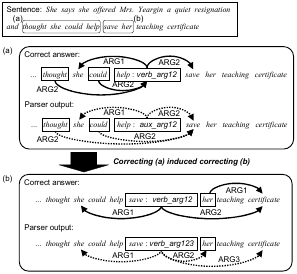 Sentence: She says she offered Mrs. Yeargin a quiet resignation
(a) (b)
and thought she could help save her teaching certificate
(a)
Correct answer:
ARG1 ARG2
... thought she could help : verb_arg12 save her teaching certificate
ARG2 ARG2
Parser output:
ARG2 ARG2
... thought she could help : aux_arg12 save her teaching certificate
ARG2 ARG2
Correcting (a) induced correcting (b)
(b)
Correct answer:
ARG1
... thought she could help save : verb_arg12 her teaching certificate
ARG1 ARG2
Parser output:
... thought she could help save : verb_arg123 her teaching certificate
ARG1 ARG2 ARG3